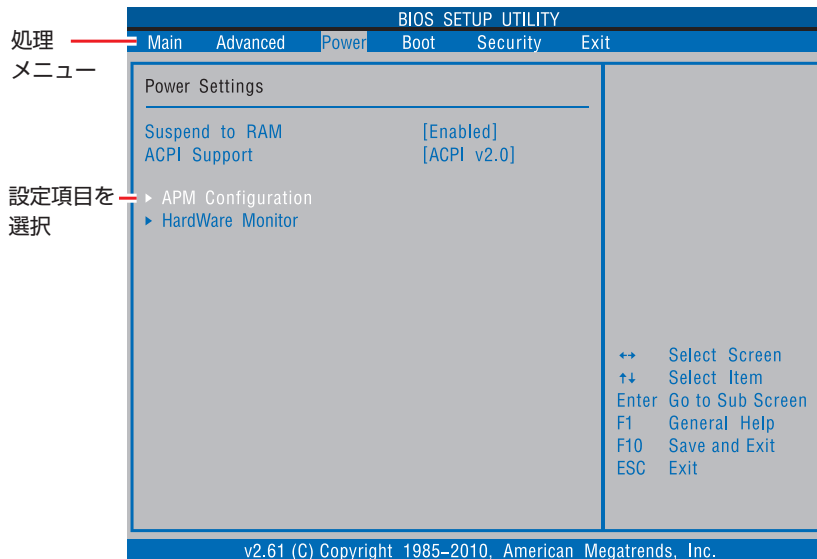 BIOS SETUP UTILITY
処理
メニュー
Main Advanced Power Boot Security Exit
Power Settings
Suspend to RAM [Enabled]
ACPI Support [ACPI v2.0]
設定項目を
選択
▶ APM Configuration
▶ HardWare Monitor
←→ Select Screen
↑↓ Select Item
Enter Go to Sub Screen
F1 General Help
F10 Save and Exit
ESC Exit
v2.61 (C) Copyright 1985-2010, American Megatrends, Inc.